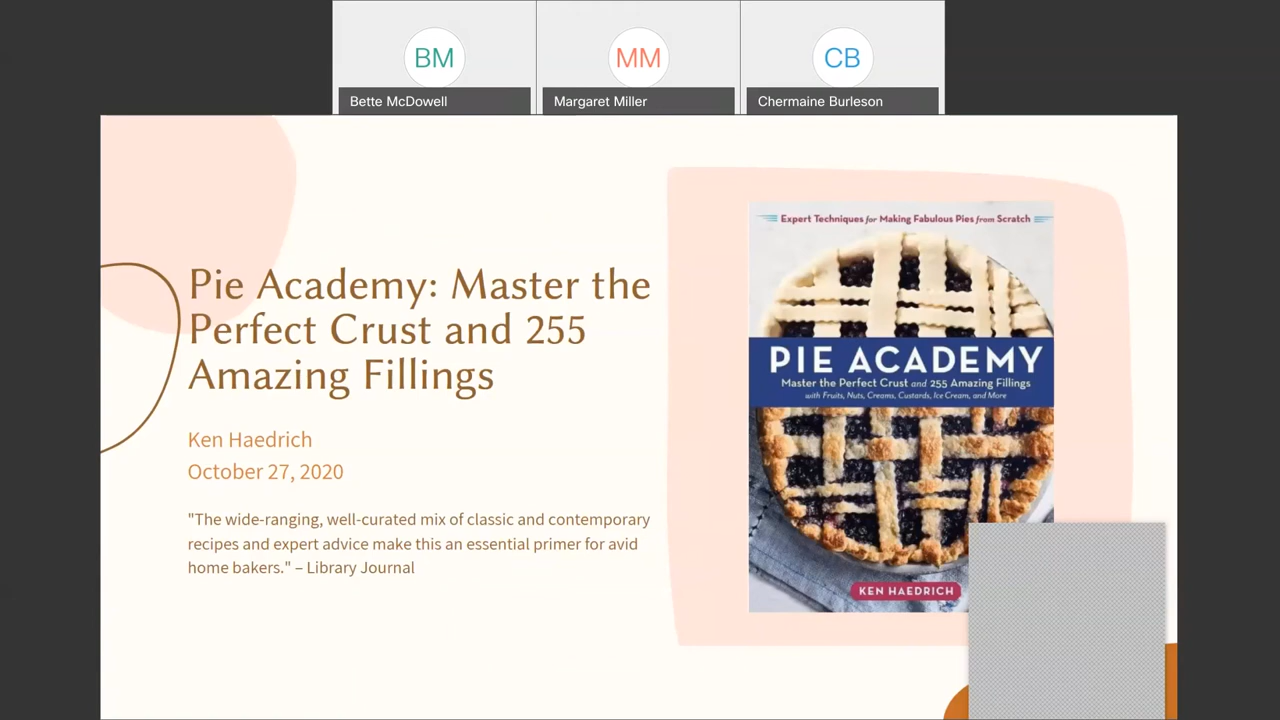 BM
MM
CB
Bette McDowell
Margaret Miller
Chermaine Burleson
Pie Academy: Master the
Perfect Crust and 255
Amazing Fillings
Ken Haedrich
October 27, 2020
"The wide-ranging, well-curated mix of classic and contemporary
recipes and expert advice make this an essential primer for avid
home bakers." – Library Journal
Expert Techniques for Making Fabulous Pies from Scratch
PIE ACADEMY
Master the Perfect Crust and 255 Amazing Fillings
with Fruits, Nuts, Creams, Custards, Ice Cream, and More
KEN HAEDRICH